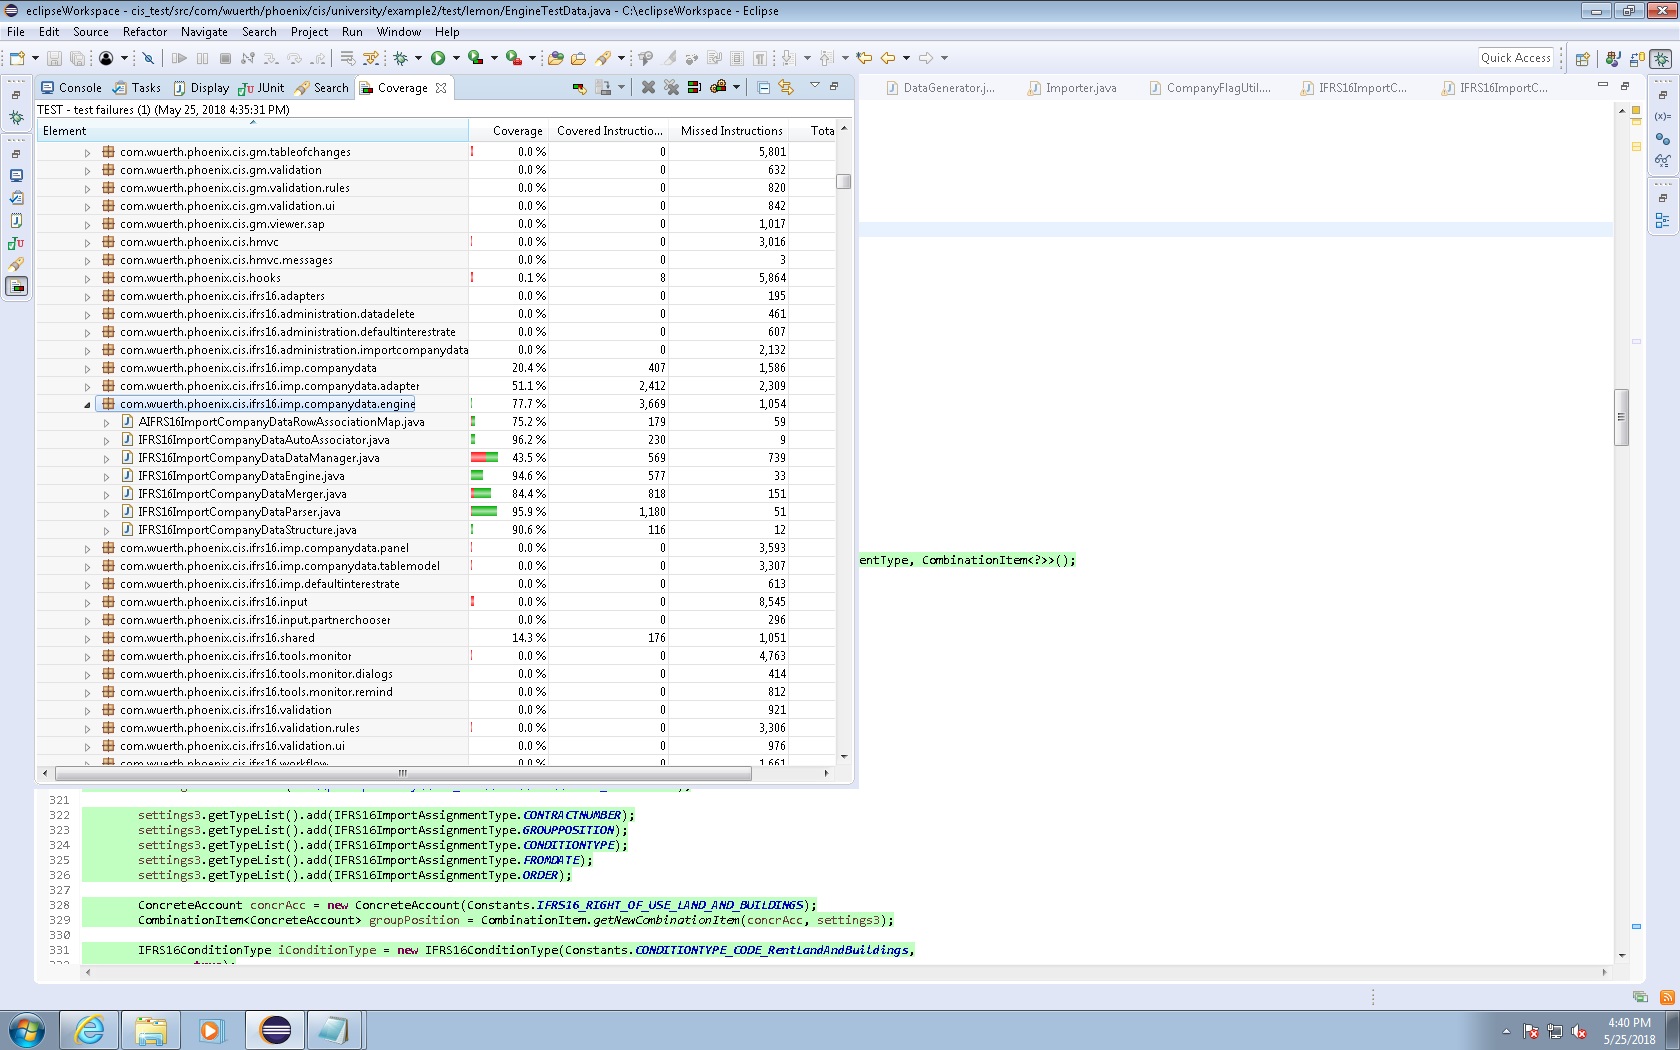 eclipseWorkspace - cis_test/src/com/wuerth/phoenix/cis/university/example2/test/lemon/EngineTestData.java - C:\eclipseWorkspace - Eclipse
File Edit Source Refactor Navigate Search Project Run Window Help
Quick Access
Console Tasks Display JUnit Search Coverage
DataGenerator.j... Importer.java CompanyFlagUtil.... IFRS16ImportC... IFRS16ImportC...
TEST - test failures (1) (May 25, 2018 4:35:31 PM)
Element Coverage Covered Instructio... Missed Instructions Tota
com.wuerth.phoenix.cis.gm.tableofchanges 0.0 % 0 5,801
com.wuerth.phoenix.cis.gm.validation 0.0 % 0 632
com.wuerth.phoenix.cis.gm.validation.rules 0.0 % 0 820
com.wuerth.phoenix.cis.gm.validation.ui 0.0 % 0 842
com.wuerth.phoenix.cis.gm.viewer.sap 0.0 % 0 1,017
com.wuerth.phoenix.cis.hmvc 0.0 % 0 3,016
com.wuerth.phoenix.cis.hmvc.messages 0.0 % 0 3
com.wuerth.phoenix.cis.hooks 0.1 % 8 5,864
com.wuerth.phoenix.cis.ifrs16.adapters 0.0 % 0 195
com.wuerth.phoenix.cis.ifrs16.administration.datadelete 0.0 % 0 461
com.wuerth.phoenix.cis.ifrs16.administration.defaultinterestrate 0.0 % 0 607
com.wuerth.phoenix.cis.ifrs16.administration.importcompanydata 0.0 % 0 2,132
com.wuerth.phoenix.cis.ifrs16.imp.companydata 20.4 % 407 1,586
com.wuerth.phoenix.cis.ifrs16.imp.companydata.adapter 51.1 % 2,412 2,309
com.wuerth.phoenix.cis.ifrs16.imp.companydata.engine 77.7 % 3,669 1,054
AIFRS16ImportCompanyDataRowAssociationMap.java 75.2 % 179 59
IFRS16ImportCompanyDataAutoAssociator.java 96.2 % 230 9
IFRS16ImportCompanyDataDataManager.java 43.5 % 569 739
IFRS16ImportCompanyDataEngine.java 94.6 % 577 33
IFRS16ImportCompanyDataMerger.java 84.4 % 818 151
IFRS16ImportCompanyDataParser.java 95.9 % 1,180 51
IFRS16ImportCompanyDataStructure.java 90.6 % 116 12
com.wuerth.phoenix.cis.ifrs16.imp.companydata.panel 0.0 % 0 3,593
com.wuerth.phoenix.cis.ifrs16.imp.companydata.tablemodel 0.0 % 0 3,307
com.wuerth.phoenix.cis.ifrs16.imp.defaultinterestrate 0.0 % 0 613
com.wuerth.phoenix.cis.ifrs16.input 0.0 % 0 8,545
com.wuerth.phoenix.cis.ifrs16.input.partnerchooser 0.0 % 0 296
com.wuerth.phoenix.cis.ifrs16.shared 14.3 % 176 1,051
com.wuerth.phoenix.cis.ifrs16.tools.monitor 0.0 % 0 4,763
com.wuerth.phoenix.cis.ifrs16.tools.monitor.dialogs 0.0 % 0 414
com.wuerth.phoenix.cis.ifrs16.tools.monitor.remind 0.0 % 0 812
com.wuerth.phoenix.cis.ifrs16.validation 0.0 % 0 921
com.wuerth.phoenix.cis.ifrs16.validation.rules 0.0 % 0 3,306
com.wuerth.phoenix.cis.ifrs16.validation.ui 0.0 % 0 976
com.wuerth.phoenix.cis.ifrs16.workflow 0.0 % 0 1,661
entType, CombinationItem<?>>();
321
322 settings3.getTypeList().add(IFRS16ImportAssignmentType.CONTRACTNUMBER);
323 settings3.getTypeList().add(IFRS16ImportAssignmentType.GROUPPOSITION);
324 settings3.getTypeList().add(IFRS16ImportAssignmentType.CONDITIONTYPE);
325 settings3.getTypeList().add(IFRS16ImportAssignmentType.FROMDATE);
326 settings3.getTypeList().add(IFRS16ImportAssignmentType.ORDER);
327
328 ConcreteAccount concrAcc = new ConcreteAccount(Constants.IFRS16_RIGHT_OF_USE_LAND_AND_BUILDINGS);
329 CombinationItem<ConcreteAccount> groupPosition = CombinationItem.getNewCombinationItem(concrAcc, settings3);
330
331 IFRS16ConditionType iConditionType = new IFRS16ConditionType(Constants.CONDITIONTYPE_CODE_RentLandAndBuildings,
4:40 PM
5/25/2018